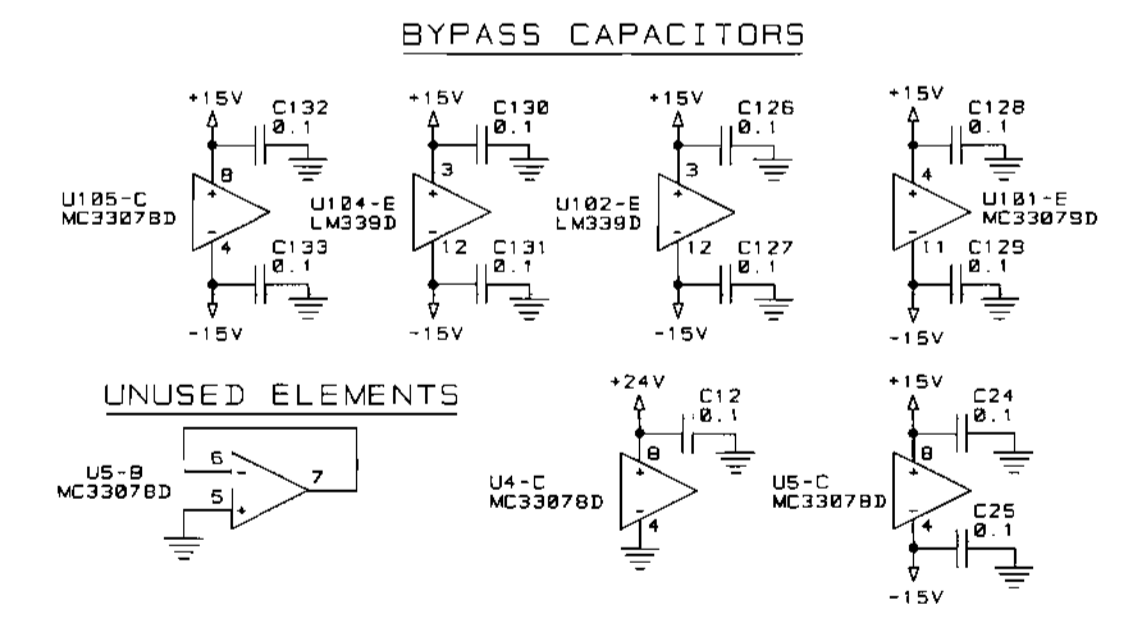 BYPASS CAPACITORS
+15V
C132
0.1
8
U105-C
MC33078D
+
-
4
C133
0.1
-15V
+15V
C130
0.1
3
U104-E
LM339D
+
-
12
C131
0.1
-15V
+15V
C126
0.1
3
U102-E
LM339D
+
-
12
C127
0.1
-15V
+15V
C128
0.1
4
U101-E
MC33079D
+
-
11
C129
0.1
-15V
UNUSED ELEMENTS
6
-
U5-B
MC33078D
7
5
+
+24V
C12
0.1
8
+
U4-C
MC33078D
-
4
+15V
C24
0.1
8
+
U5-C
MC33078D
-
4
C25
0.1
-15V